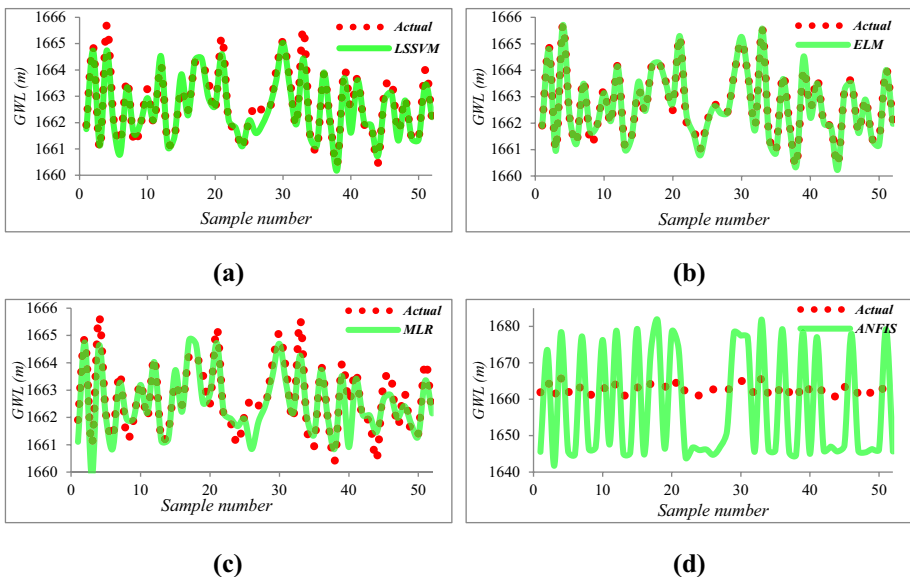 1666
1665
1664
1663
1662
1661
1660
GWL (m)
0 10 20 30 40 50
Sample number
Actual
LSSVM
(a)
1666
1665
1664
1663
1662
1661
1660
GWL (m)
0 10 20 30 40 50
Sample number
Actual
ELM
(b)
1666
1665
1664
1663
1662
1661
1660
GWL (m)
0 10 20 30 40 50
Sample number
Actual
MLR
(c)
1680
1670
1660
1650
1640
GWL (m)
0 10 20 30 40 50
Sample number
Actual
ANFIS
(d)